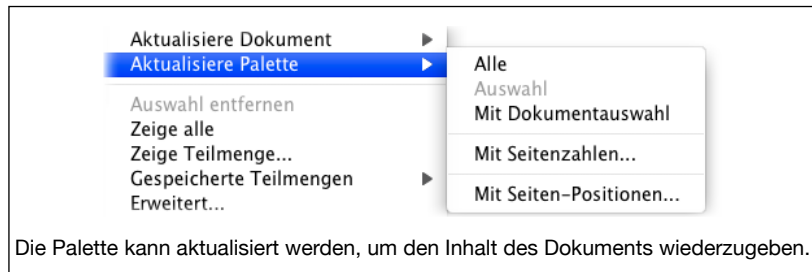 Aktualisiere Dokument
Aktualisiere Palette
Auswahl entfernen
Zeige alle
Zeige Teilmenge...
Gespeicherte Teilmengen
Erweitert...
Alle
Auswahl
Mit Dokumentauswahl
Mit Seitenzahlen...
Mit Seiten-Positionen...
Die Palette kann aktualisiert werden, um den Inhalt des Dokuments wiederzugeben.